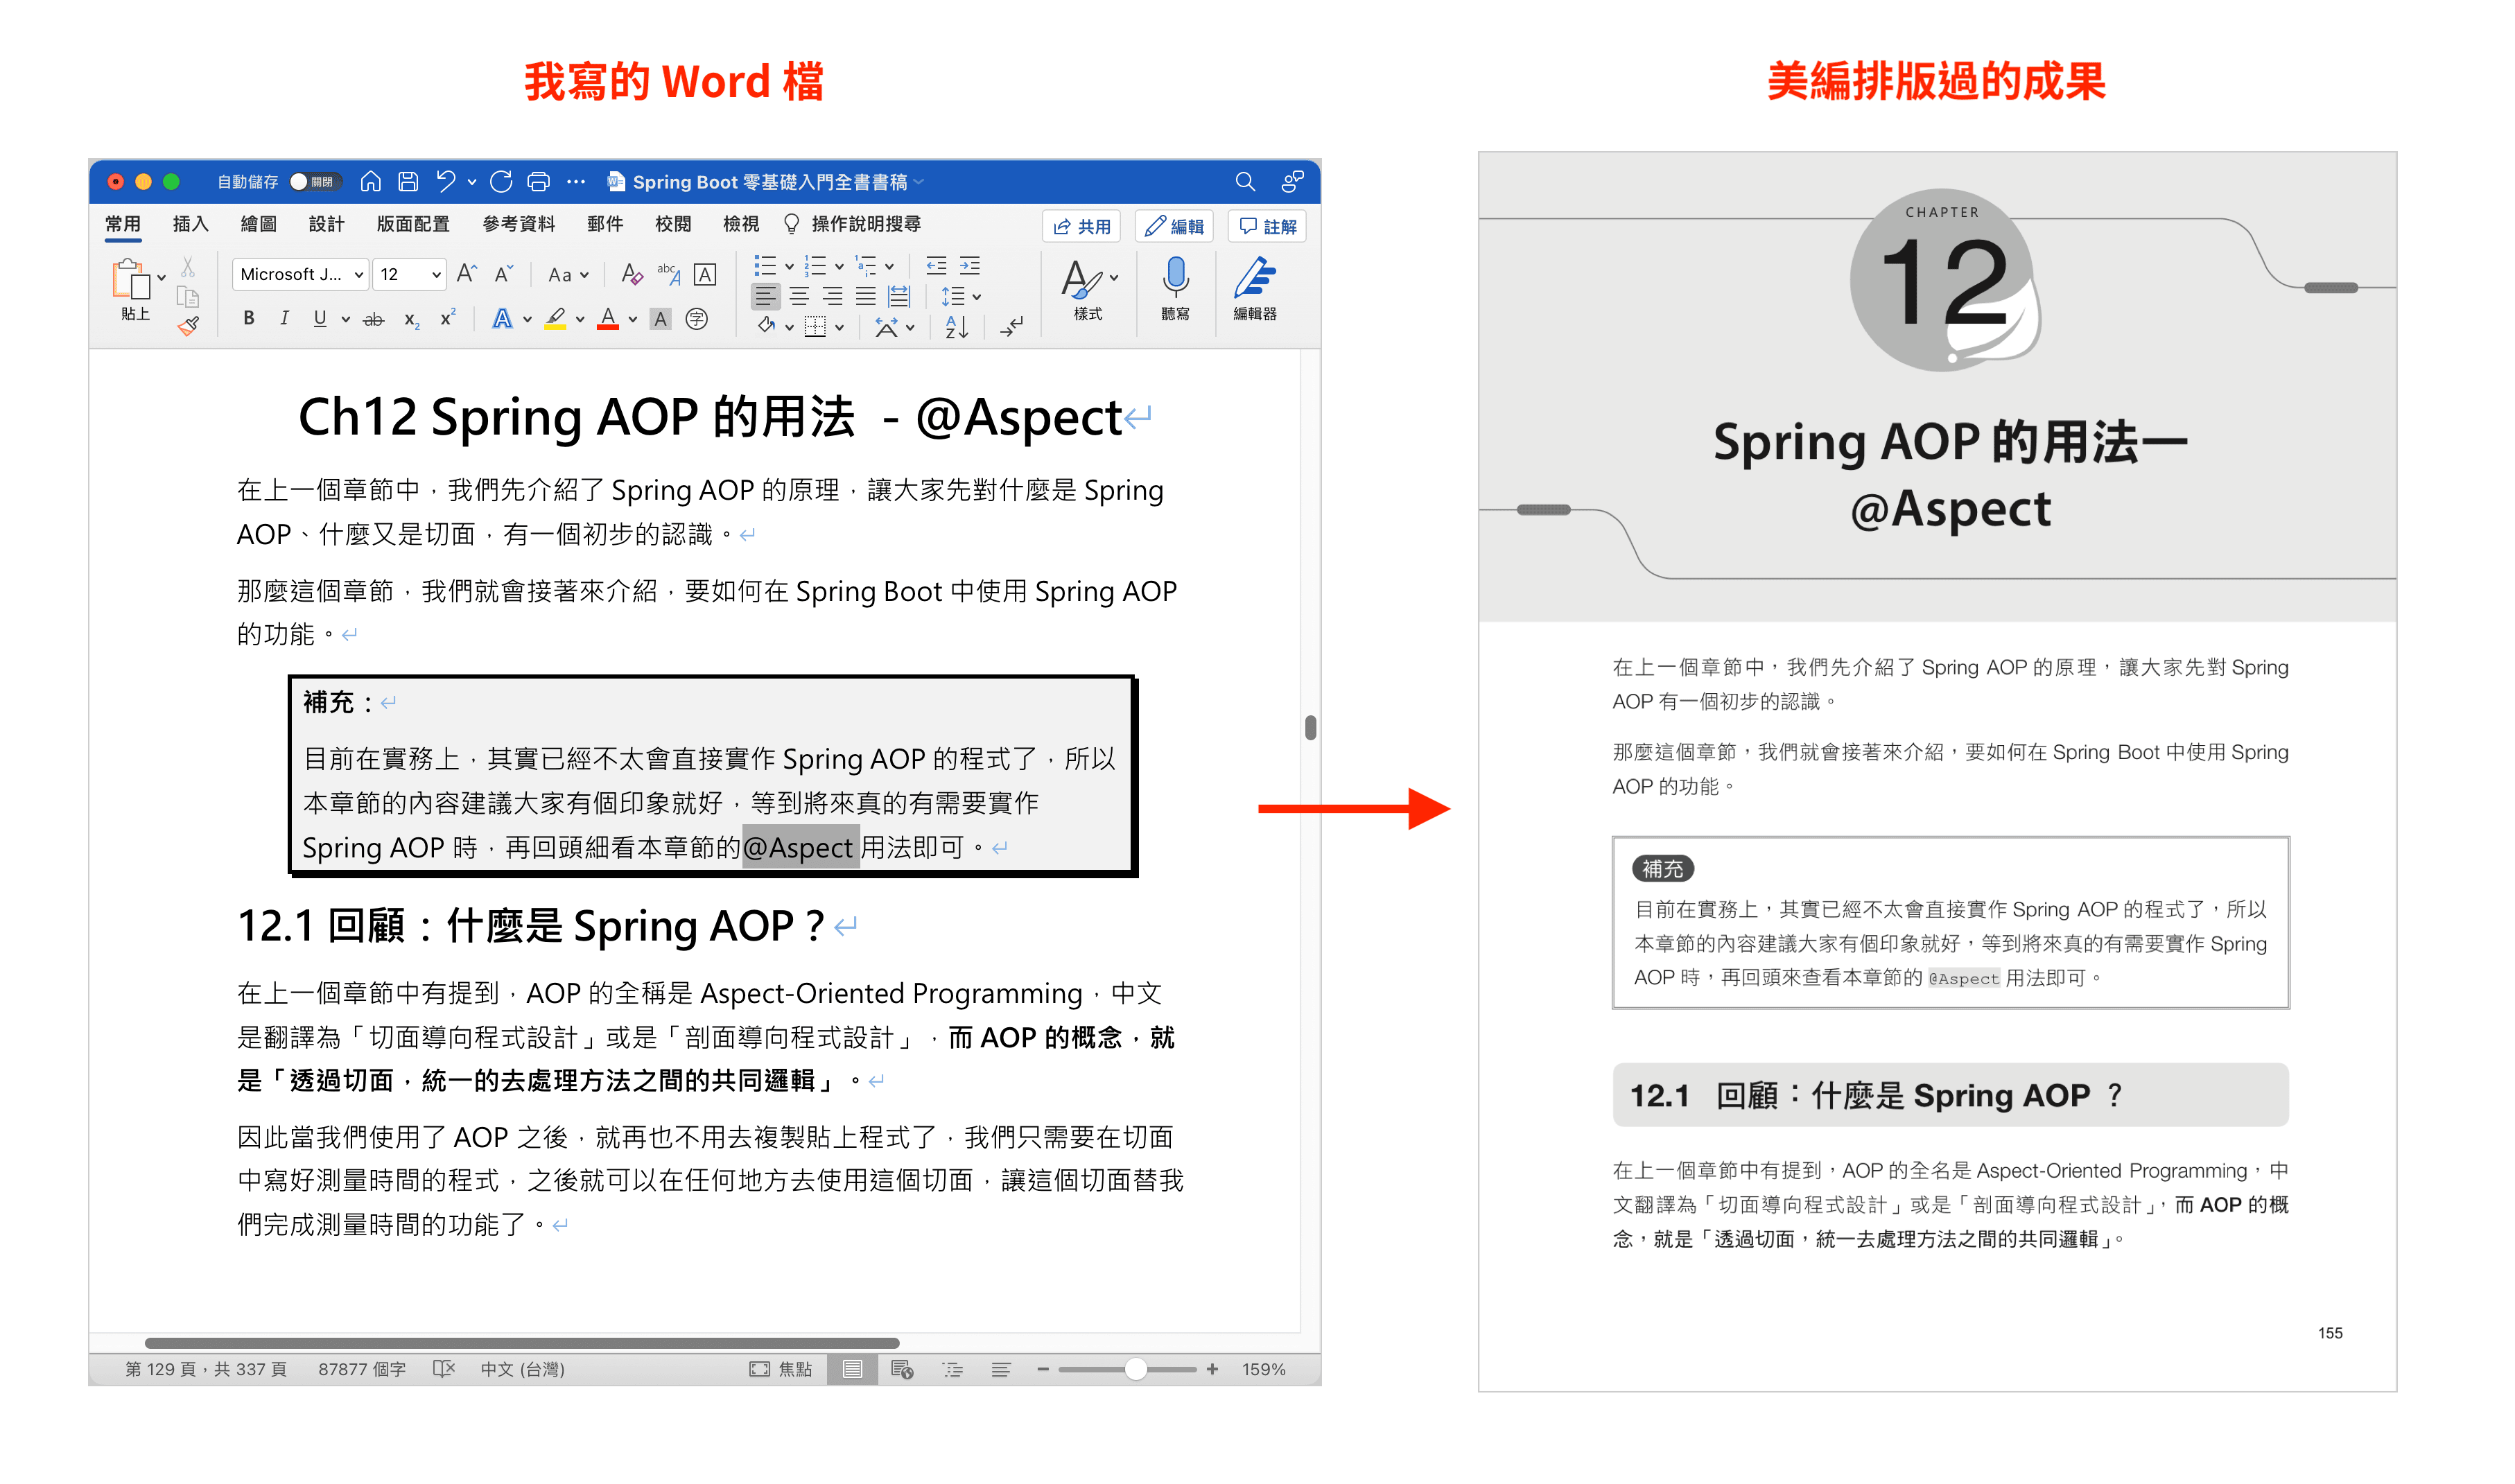 我寫的 Word 檔
美編排版過的成果
自動儲存 關閉 Spring Boot 零基礎入門全書書稿
常用 插入 繪圖 設計 版面配置 參考資料 郵件 校閱 檢視 操作說明搜尋 共用 編輯 註解
貼上 Microsoft J... 12 樣式 聽寫 編輯器
Ch12 Spring AOP 的用法 - @Aspect
在上一個章節中，我們先介紹了 Spring AOP 的原理，讓大家先對什麼是 Spring
AOP、什麼又是切面，有一個初步的認識。
那麼這個章節，我們就會接著來介紹，要如何在 Spring Boot 中使用 Spring AOP
的功能。
補充：
目前在實務上，其實已經不太會直接實作 Spring AOP 的程式了，所以
本章節的內容建議大家有個印象就好，等到將來真的有需要實作
Spring AOP 時，再回頭細看本章節的@Aspect 用法即可。
12.1 回顧：什麼是 Spring AOP？
在上一個章節中有提到，AOP 的全稱是 Aspect-Oriented Programming，中文
是翻譯為「切面導向程式設計」或是「剖面導向程式設計」，而 AOP 的概念，就
是「透過切面，統一的去處理方法之間的共同邏輯」。
因此當我們使用了 AOP 之後，就再也不用去複製貼上程式了，我們只需要在切面
中寫好測量時間的程式，之後就可以在任何地方去使用這個切面，讓這個切面替我
們完成測量時間的功能了。
第 129 頁，共 337 頁 87877 個字 中文 (台灣) 焦點 159%
CHAPTER
12
Spring AOP 的用法—
@Aspect
在上一個章節中，我們先介紹了 Spring AOP 的原理，讓大家先對 Spring
AOP 有一個初步的認識。
那麼這個章節，我們就會接著來介紹，要如何在 Spring Boot 中使用 Spring
AOP 的功能。
補充
目前在實務上，其實已經不太會直接實作 Spring AOP 的程式了，所以
本章節的內容建議大家有個印象就好，等到將來真的有需要實作 Spring
AOP 時，再回頭來查看本章節的 @Aspect 用法即可。
12.1 回顧：什麼是 Spring AOP ？
在上一個章節中有提到，AOP 的全名是 Aspect-Oriented Programming，中
文翻譯為「切面導向程式設計」或是「剖面導向程式設計」，而 AOP 的概
念，就是「透過切面，統一去處理方法之間的共同邏輯」。
155